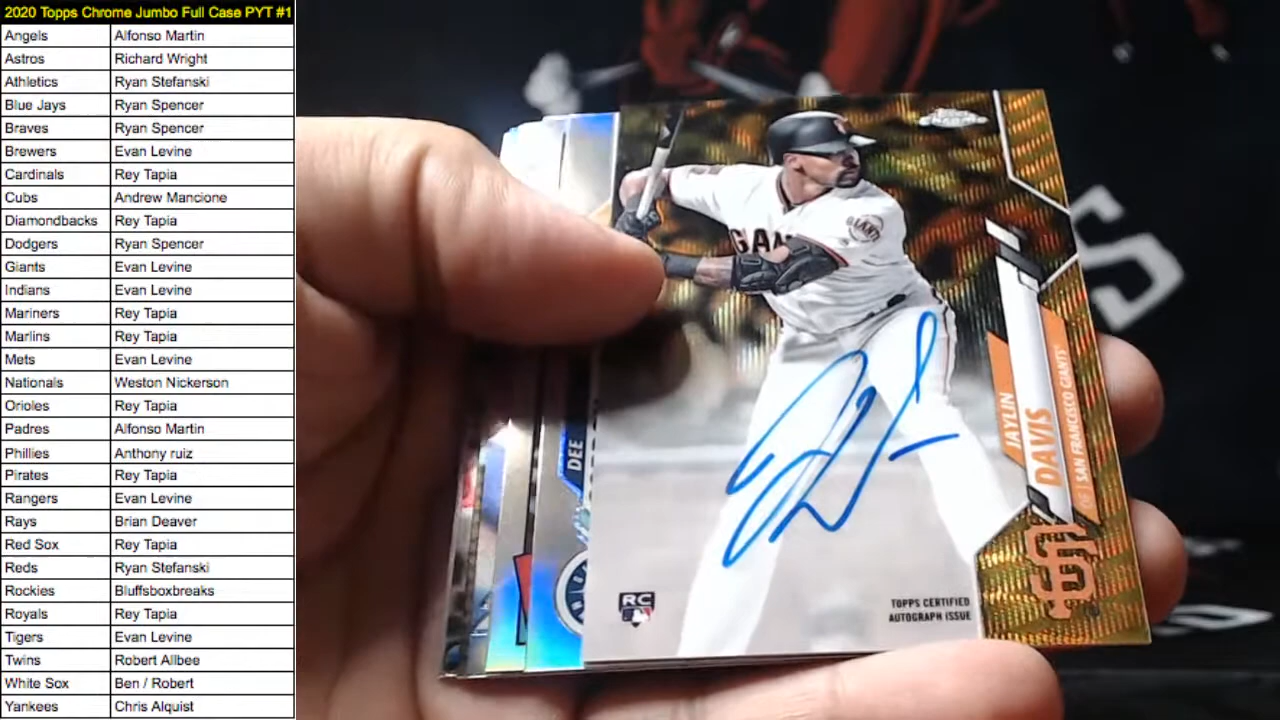 2020 Topps Chrome Jumbo Full Case PYT #1
Angels Alfonso Martin
Astros Richard Wright
Athletics Ryan Stefanski
Blue Jays Ryan Spencer
Braves Ryan Spencer
Brewers Evan Levine
Cardinals Rey Tapia
Cubs Andrew Mancione
Diamondbacks Rey Tapia
Dodgers Ryan Spencer
Giants Evan Levine
Indians Evan Levine
Mariners Rey Tapia
Marlins Rey Tapia
Mets Evan Levine
Nationals Weston Nickerson
Orioles Rey Tapia
Padres Alfonso Martin
Phillies Anthony ruiz
Pirates Rey Tapia
Rangers Evan Levine
Rays Brian Deaver
Red Sox Rey Tapia
Reds Ryan Stefanski
Rockies Bluffsboxbreaks
Royals Rey Tapia
Tigers Evan Levine
Twins Robert Allbee
White Sox Ben / Robert
Yankees Chris Alquist
GIANTS
JAYLIN
DAVIS
OF | SAN FRANCISCO GIANTS®
SF
DEE
RC
TOPPS CERTIFIED
AUTOGRAPH ISSUE